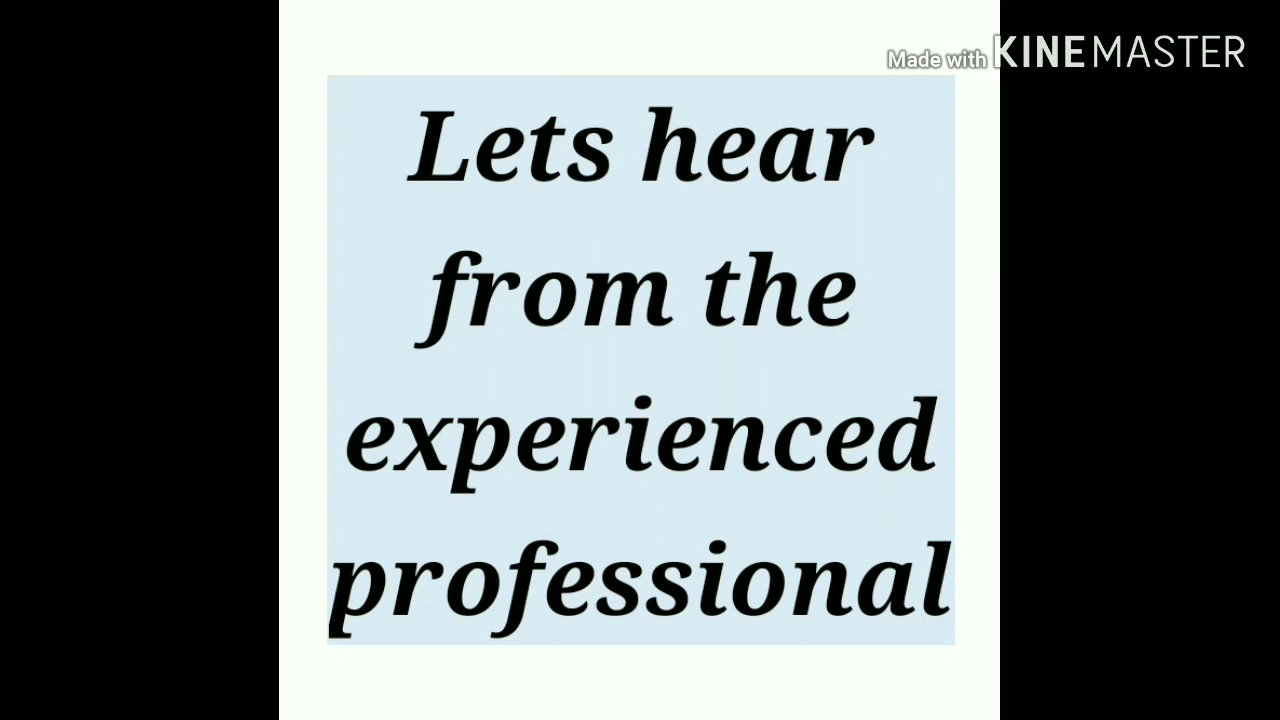 Made with KINEMASTER
Lets hear
from the
experienced
professional